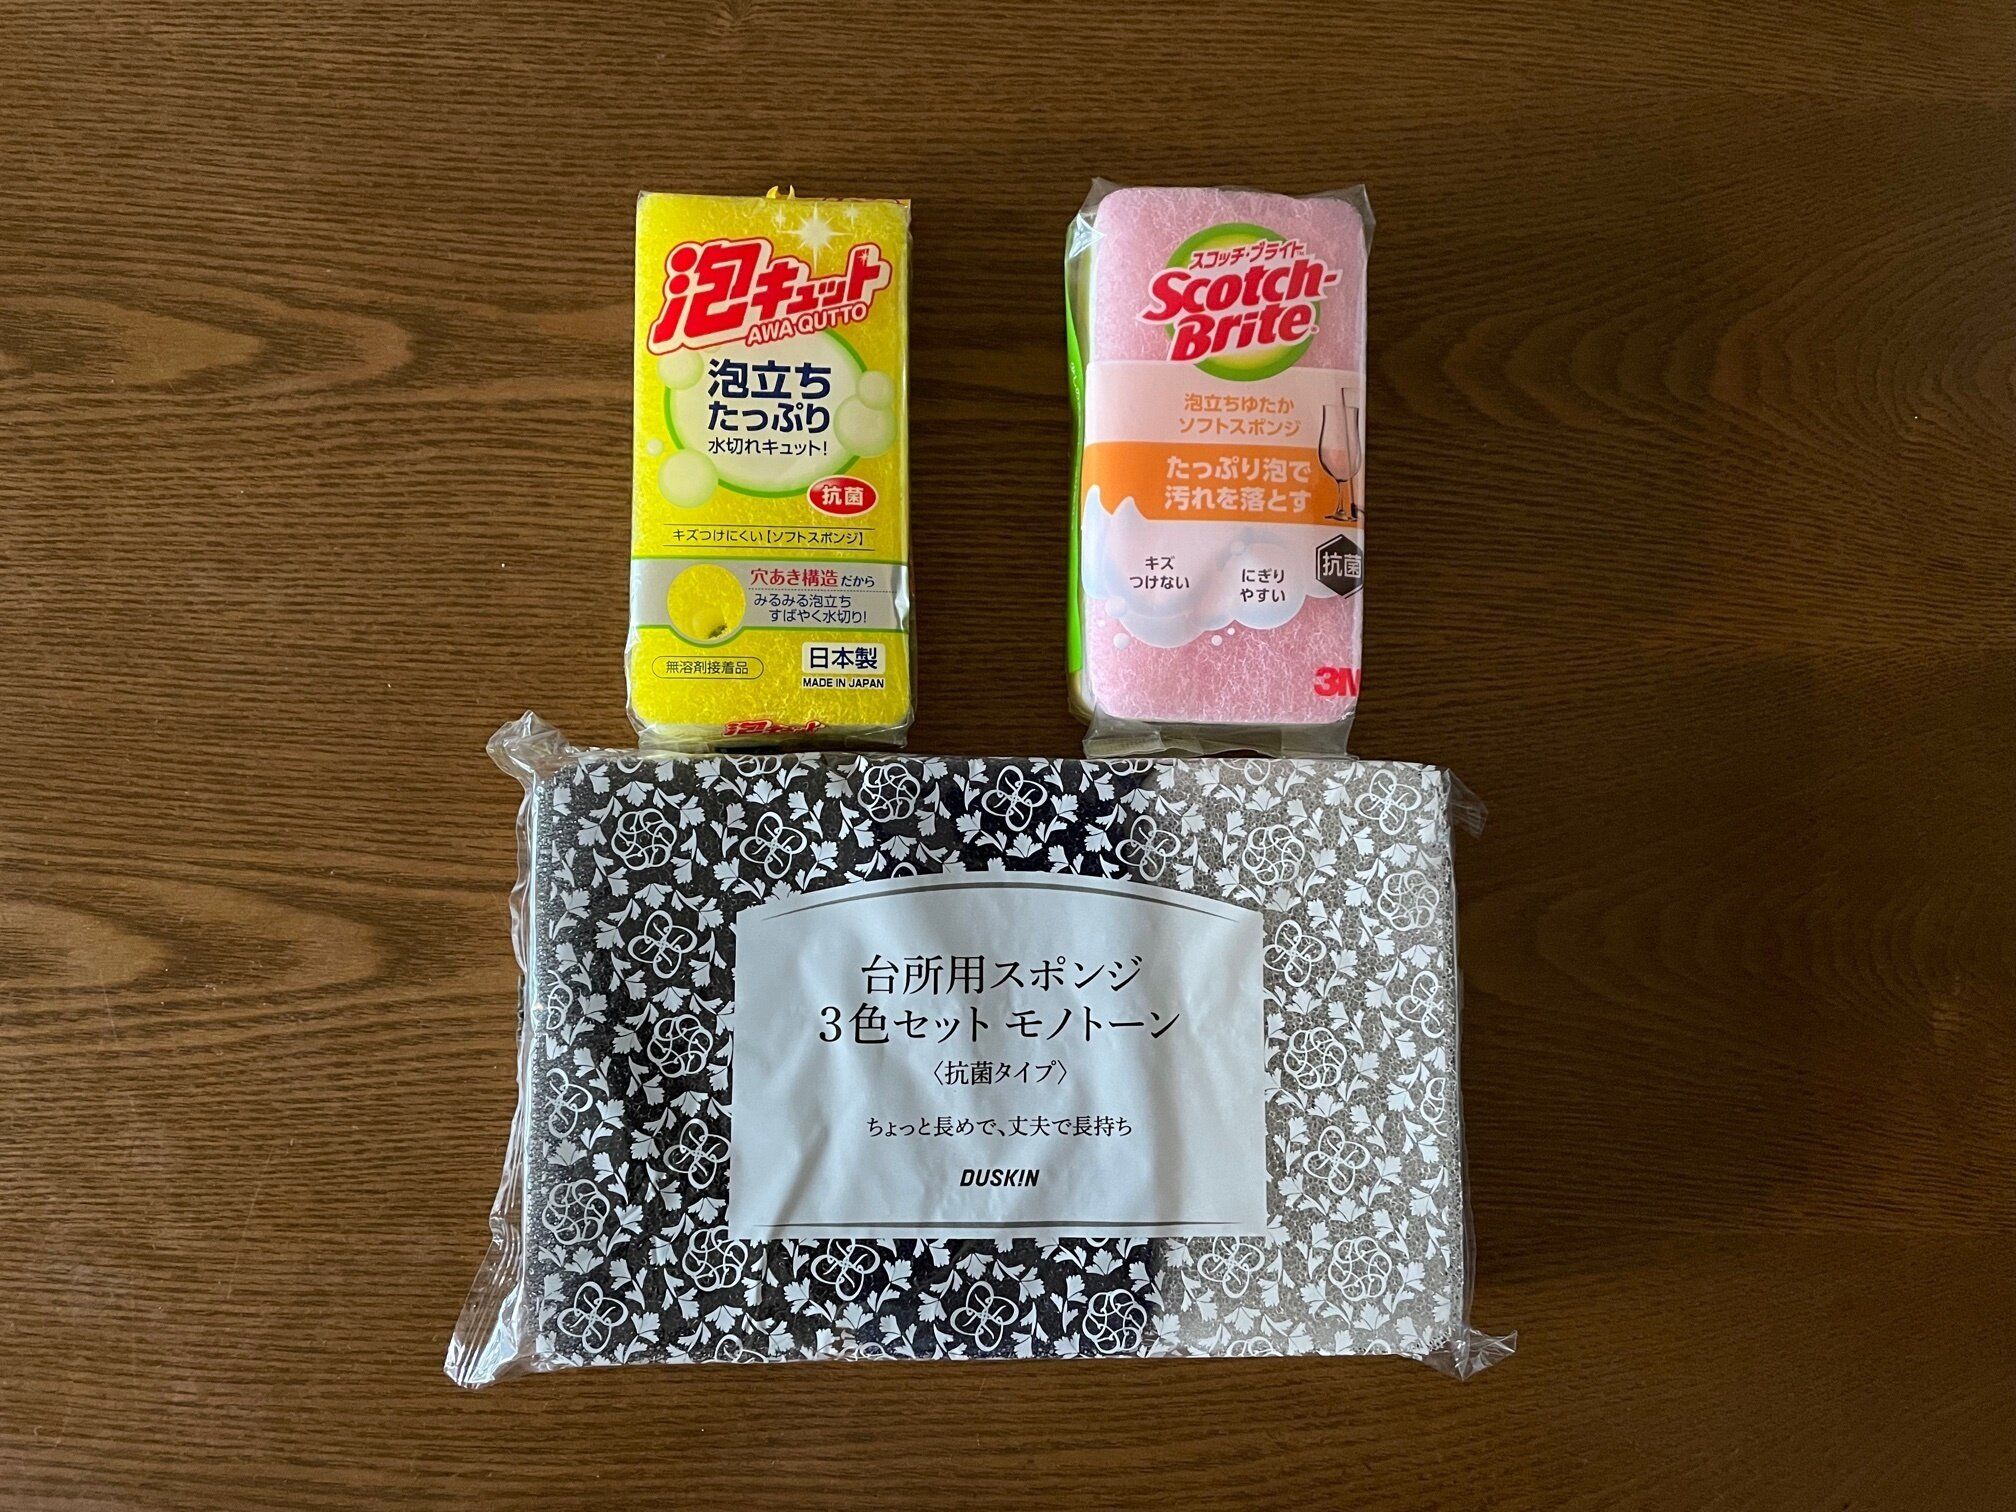 泡キュット
AWA QUTTO
泡立ち
たっぷり
水切れキュット!
抗菌
キズつけにくい【ソフトスポンジ】
穴あき構造だから
みるみる泡立ち
すばやく水切り!
無溶剤接着品
日本製
MADE IN JAPAN
泡キュット
スコッチ・ブライト™
Scotch-
Brite®
泡立ちゆたか
ソフトスポンジ
たっぷり泡で
汚れを落とす
キズ
つけない
にぎり
やすい
抗菌
3M
台所用スポンジ
3色セット モノトーン
〈抗菌タイプ〉
ちょっと長めで、丈夫で長持ち
DUSK!N